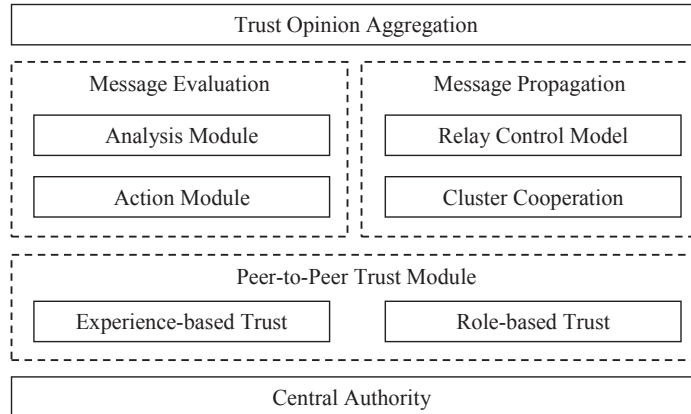 Trust Opinion Aggregation
Message Evaluation
Analysis Module
Action Module
Message Propagation
Relay Control Model
Cluster Cooperation
Peer-to-Peer Trust Module
Experience-based Trust
Role-based Trust
Central Authority